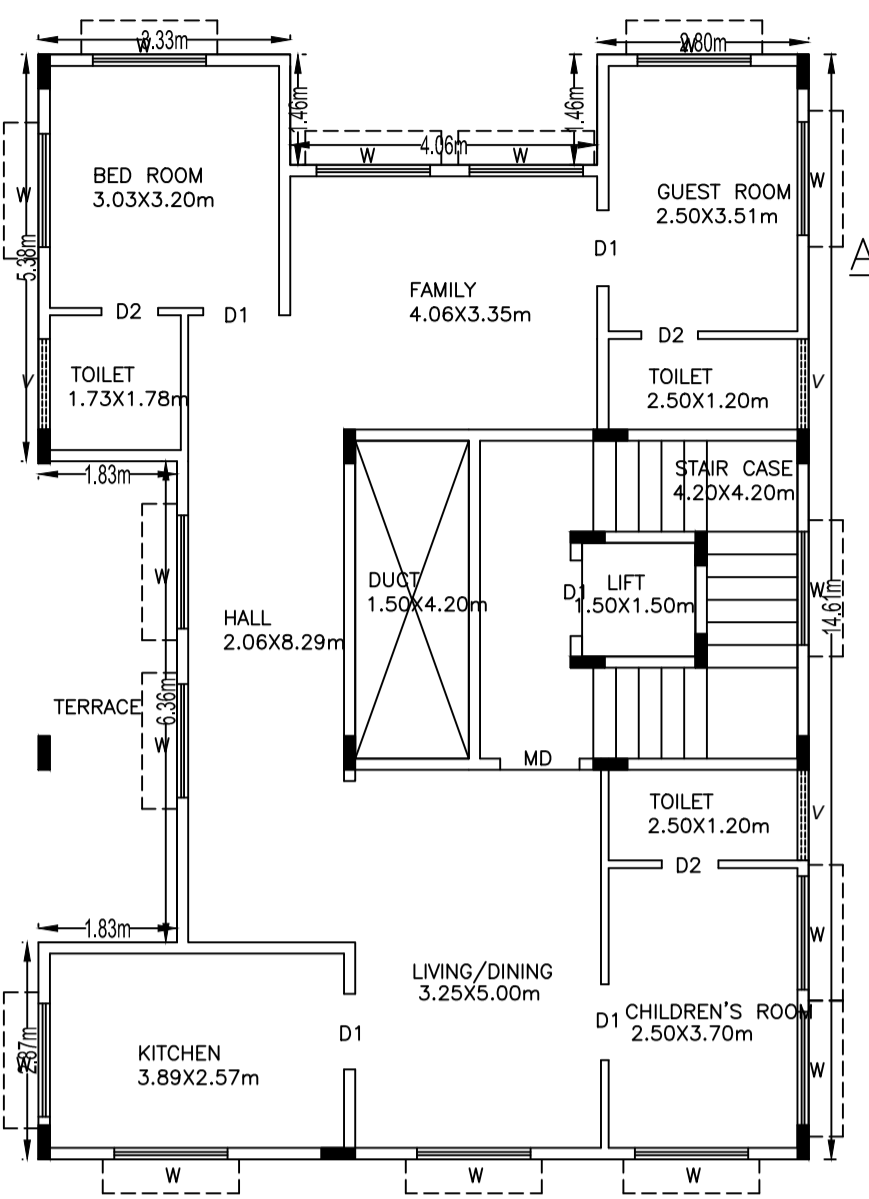 3.33m
W
2.80m
W
1.46m
1.46m
4.06m
W
W
BED ROOM
3.03X3.20m
W
5.38m
GUEST ROOM
2.50X3.51m
W
D1
A
FAMILY
4.06X3.35m
D2
D1
D2
TOILET
1.73X1.78m
V
TOILET
2.50X1.20m
V
1.83m
STAIR CASE
4.20X4.20m
W
DUCT
1.50X4.20m
D1
LIFT
1.50X1.50m
W
14.61m
HALL
2.06X8.29m
TERRACE
6.36m
W
MD
TOILET
2.50X1.20m
V
D2
1.83m
W
LIVING/DINING
3.25X5.00m
D1
CHILDREN'S ROOM
2.50X3.70m
D1
KITCHEN
3.89X2.57m
2.87m
W
W
W
W
W